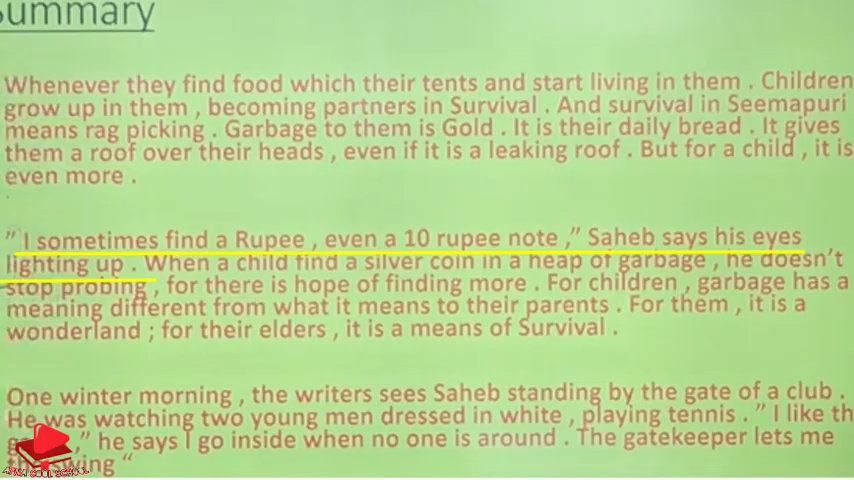 Summary
Whenever they find food which their tents and start living in them . Children
grow up in them , becoming partners in Survival . And survival in Seemapuri
means rag picking . Garbage to them is Gold . It is their daily bread . It gives
them a roof over their heads , even if it is a leaking roof . But for a child , it is
even more .
" I sometimes find a Rupee , even a 10 rupee note ," Saheb says his eyes
lighting up . When a child find a silver coin in a heap of garbage , he doesn't
stop probing , for there is hope of finding more . For children , garbage has a
meaning different from what it means to their parents . For them , it is a
wonderland ; for their elders , it is a means of Survival .
One winter morning , the writers sees Saheb standing by the gate of a club .
He was watching two young men dressed in white , playing tennis . " I like th
," he says I go inside when no one is around . The gatekeeper lets me
swing "
COOL SCHOOL